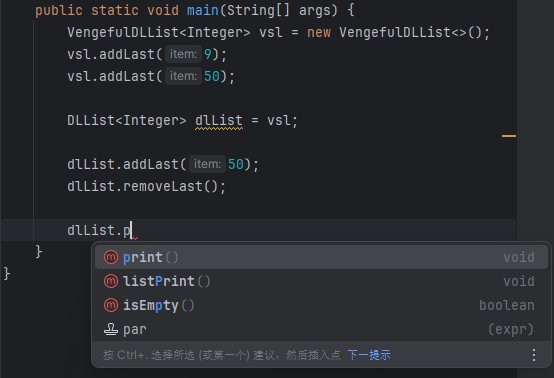 public static void main(String[] args) {
VengefulDLList<Integer> vsl = new VengefulDLList<>();
vsl.addLast( item: 9);
vsl.addLast( item: 50);
DLList<Integer> dlList = vsl;
dlList.addLast( item: 50);
dlList.removeLast();
dlList.p
}
}
print() void
listPrint() void
isEmpty() boolean
par (expr)
按 Ctrl+. 选择所选 (或第一个) 建议，然后插入点 下一提示